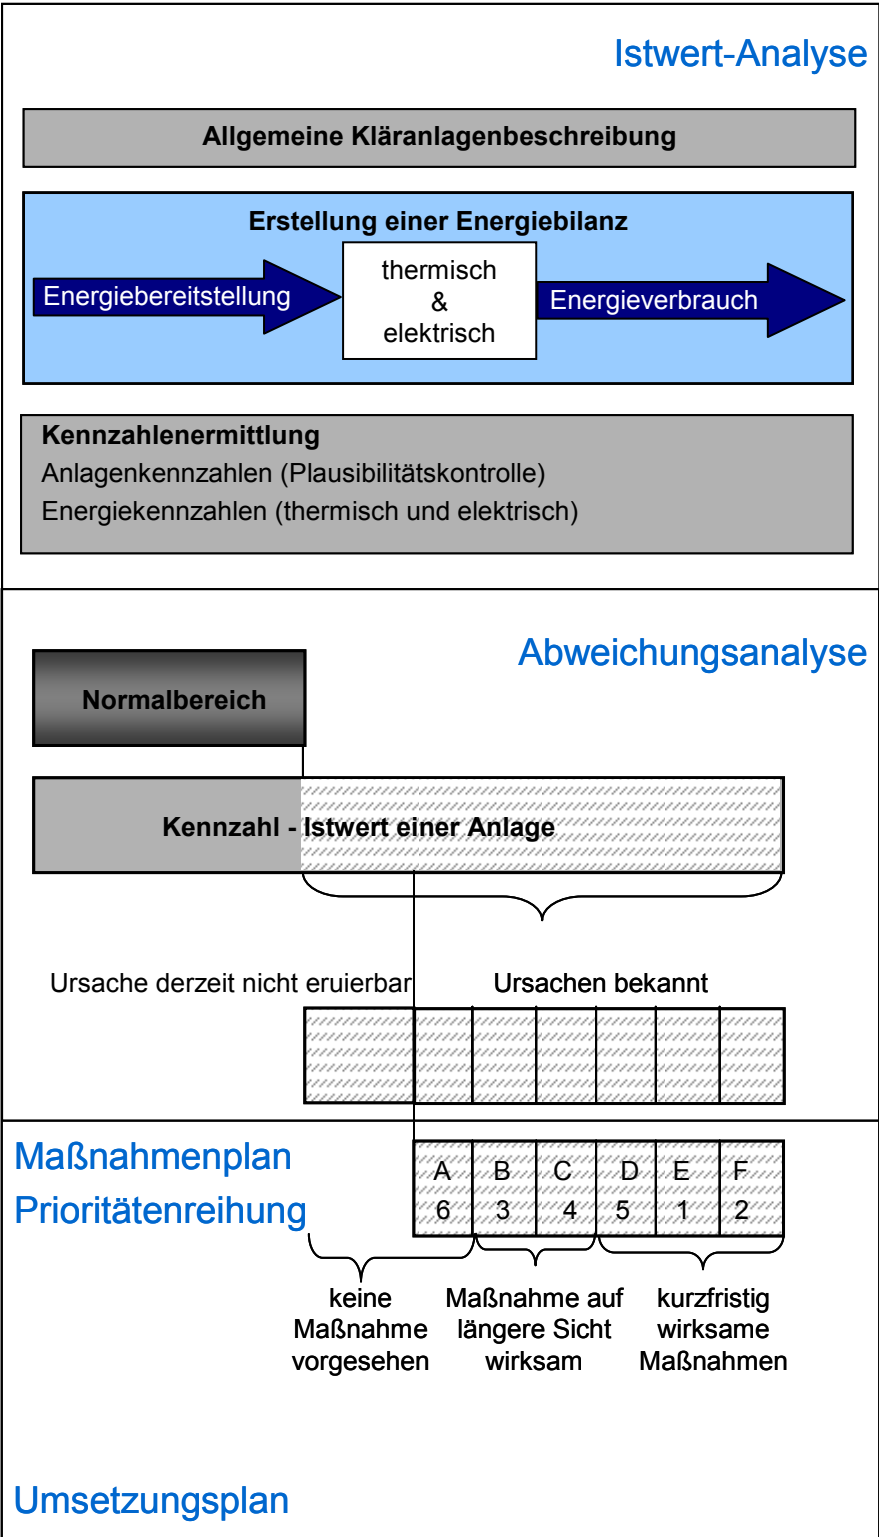 Istwert-Analyse
Allgemeine Kläranlagenbeschreibung
Erstellung einer Energiebilanz
Energiebereitstellung
thermisch
&
elektrisch
Energieverbrauch
Kennzahlenermittlung
Anlagenkennzahlen (Plausibilitätskontrolle)
Energiekennzahlen (thermisch und elektrisch)
Abweichungsanalyse
Normalbereich
Kennzahl - Istwert einer Anlage
Ursache derzeit nicht eruierbar
Ursachen bekannt
Maßnahmenplan
Prioritätenreihung
A B C D E F
6 3 4 5 1 2
keine
Maßnahme
vorgesehen
Maßnahme auf
längere Sicht
wirksam
kurzfristig
wirksame
Maßnahmen
Umsetzungsplan